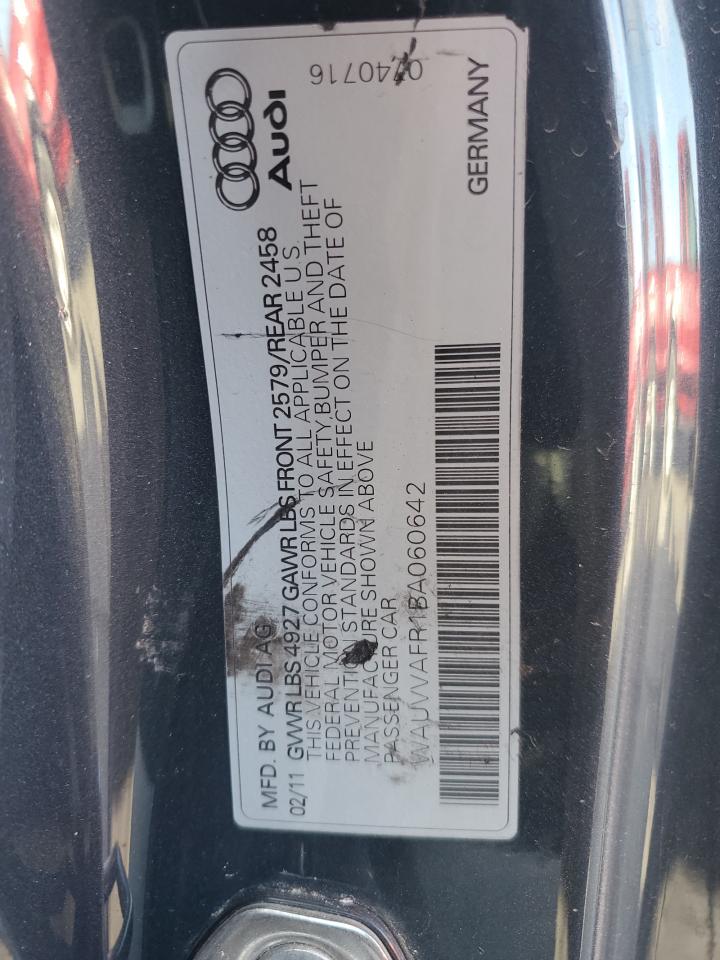 Audi
MFD. BY AUDI AG
02/11 GVWR LBS 4927 GAWR LBS FRONT 2579/REAR 2458
THIS VEHICLE CONFORMS TO ALL APPLICABLE U.S.
FEDERAL MOTOR VEHICLE SAFETY,BUMPER AND THEFT
PREVENTION STANDARDS IN EFFECT ON THE DATE OF
MANUFACTURE SHOWN ABOVE
PASSENGER CAR
WAUVVAFR1BA060642
GERMANY